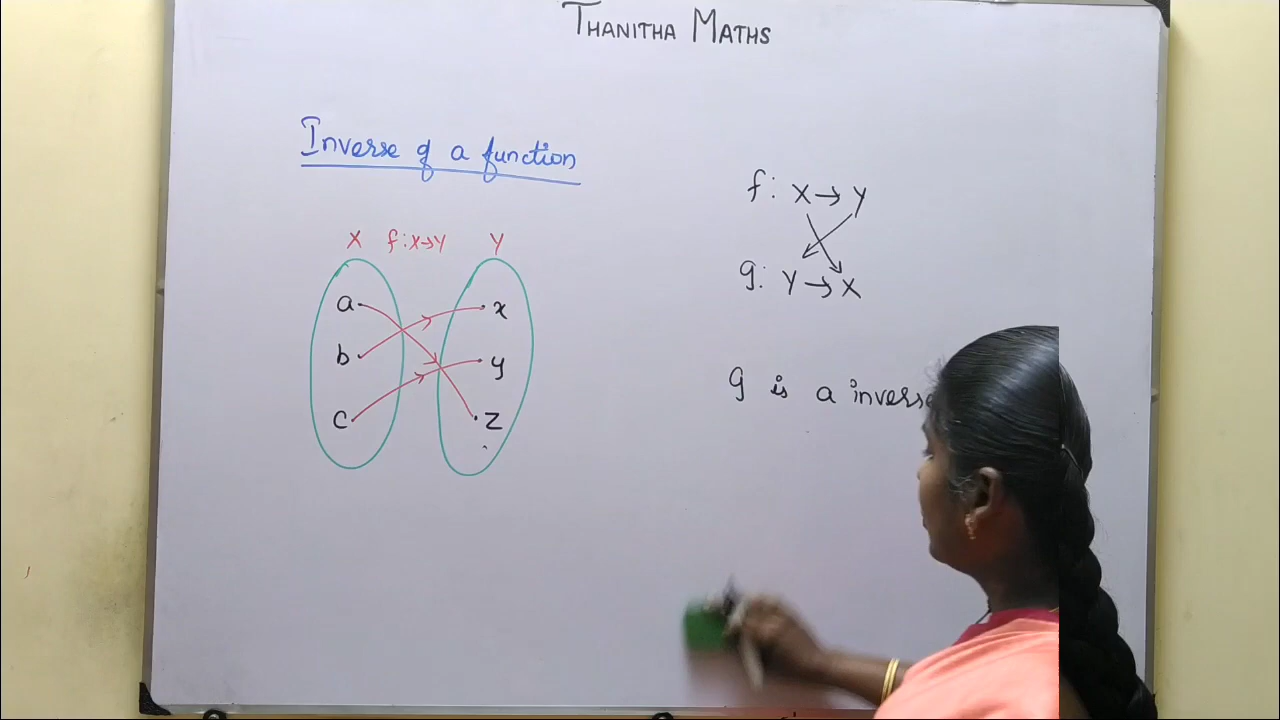 THANITHA MATHS
Inverse of a function
X f:X→Y Y
a x
b y
c z
f: X→Y
g: Y→X
g is a inverse